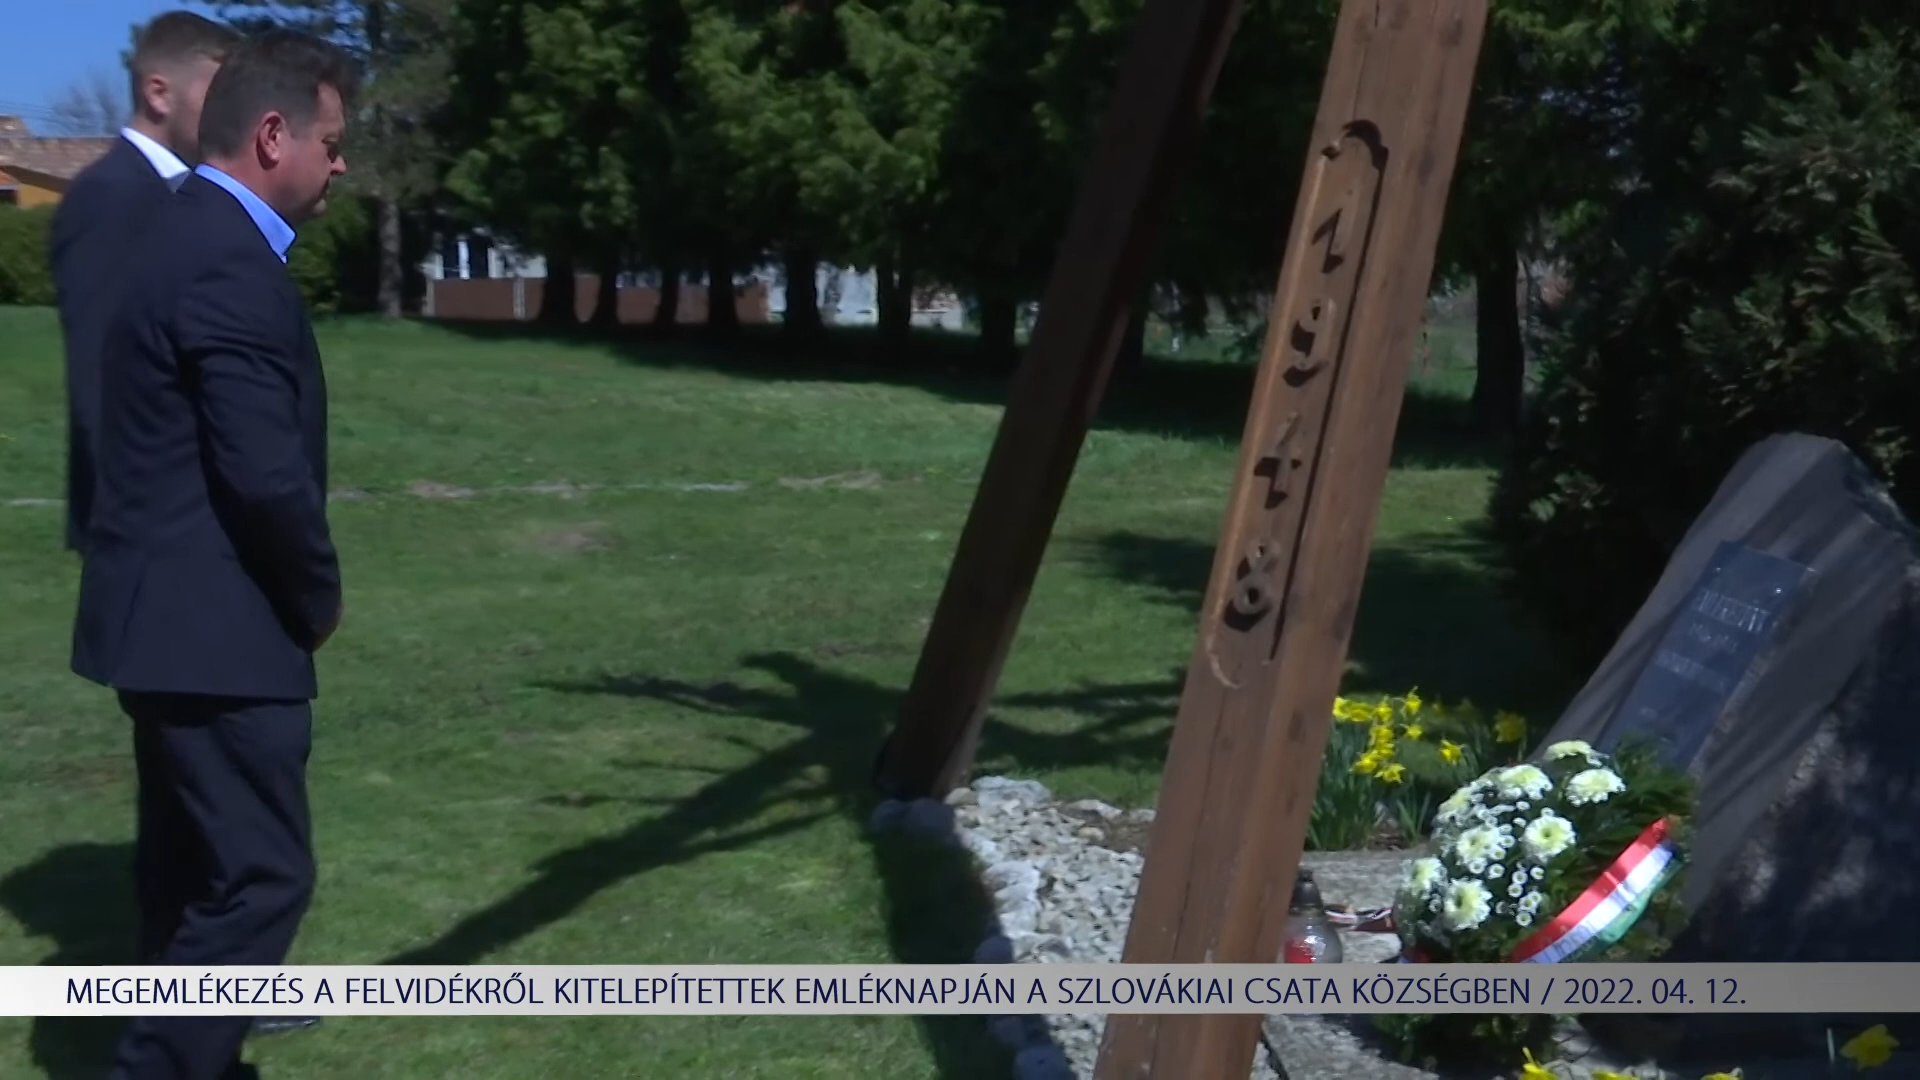 1948
MEGEMLÉKEZÉS A FELVIDÉKRŐL KITELEPÍTETTEK EMLÉKNAPJÁN A SZLOVÁKIAI CSATA KÖZSÉGBEN / 2022. 04. 12.